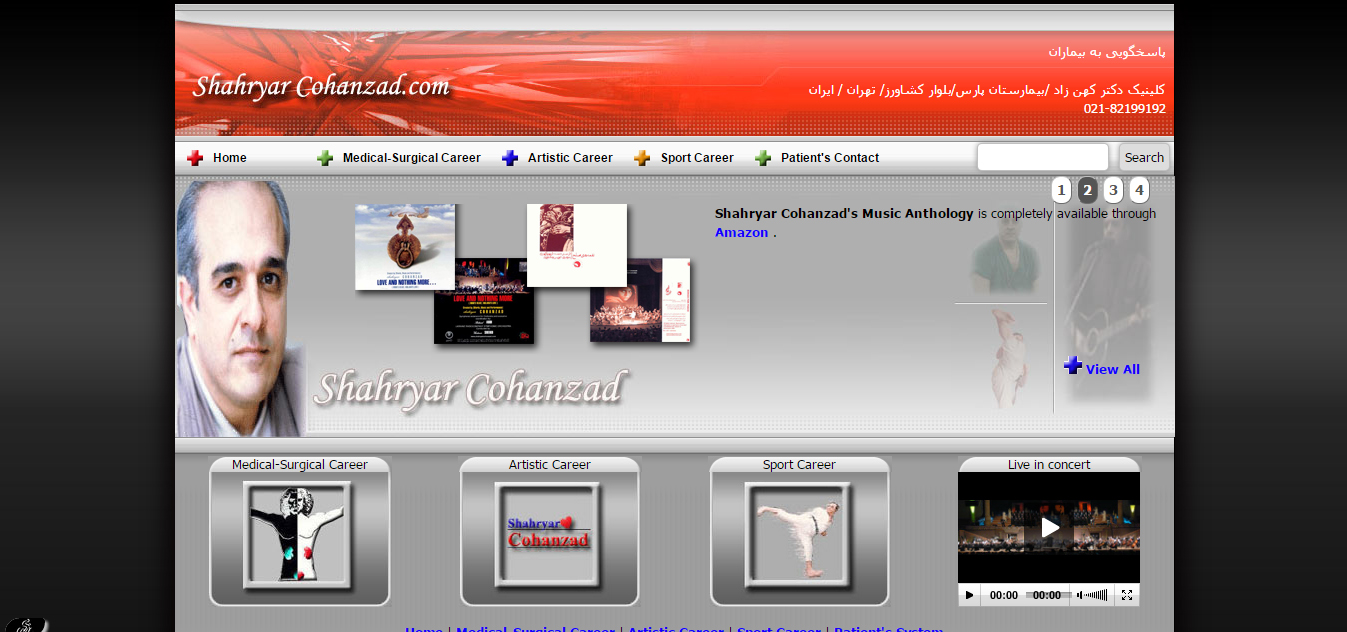 Shahryar Cohanzad.com
پاسخگویی به بیماران
کلینیک دکتر کهن زاد /بیمارستان پارس/بلوار کشاورز/ تهران / ایران
021-82199192
Home
Medical-Surgical Career
Artistic Career
Sport Career
Patient's Contact
Search
1 2 3 4
Shahryar Cohanzad's Music Anthology is completely available through
Amazon .
LOVE AND NOTHING MORE...
COHANZAD
LOVE AND NOTHING MORE
COHANZAD
View All
Shahryar Cohanzad
Medical-Surgical Career
Artistic Career
Sport Career
Live in concert
Shahryar
Cohanzad
00:00 00:00
Home | Medical-Surgical Career | Artistic Career | Sport Career | Patient's System